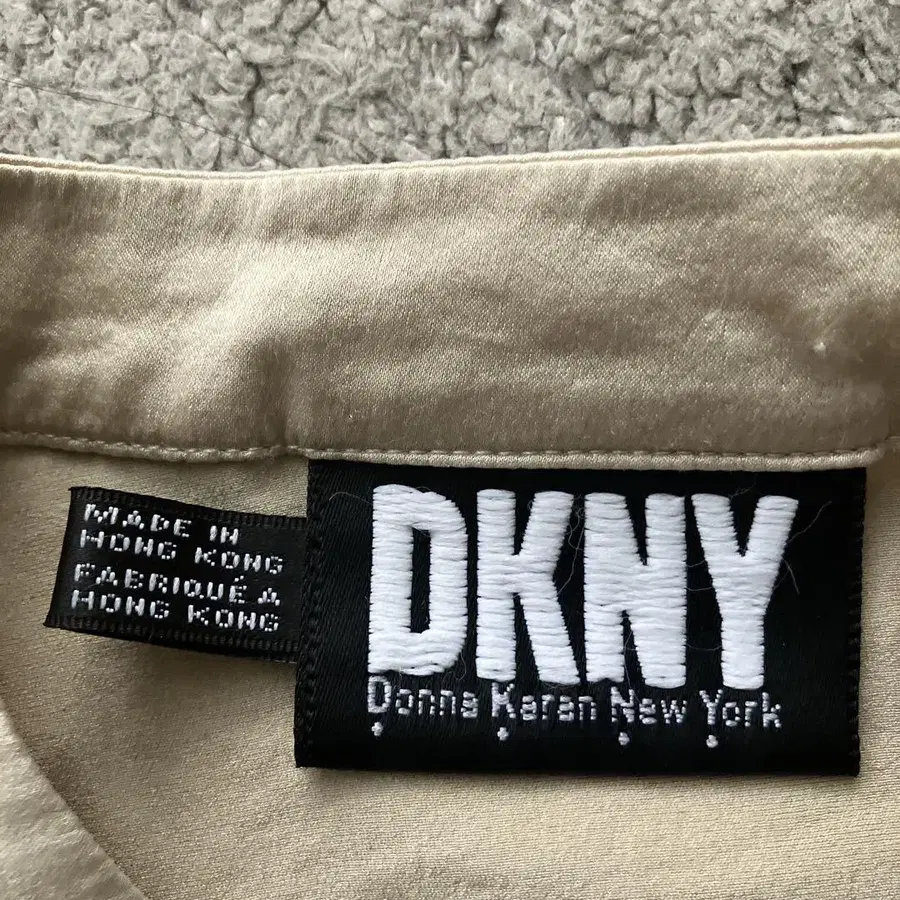 MADE IN
HONG KONG
FABRIQUÉ A
HONG KONG
DKNY
Donna Karan New York